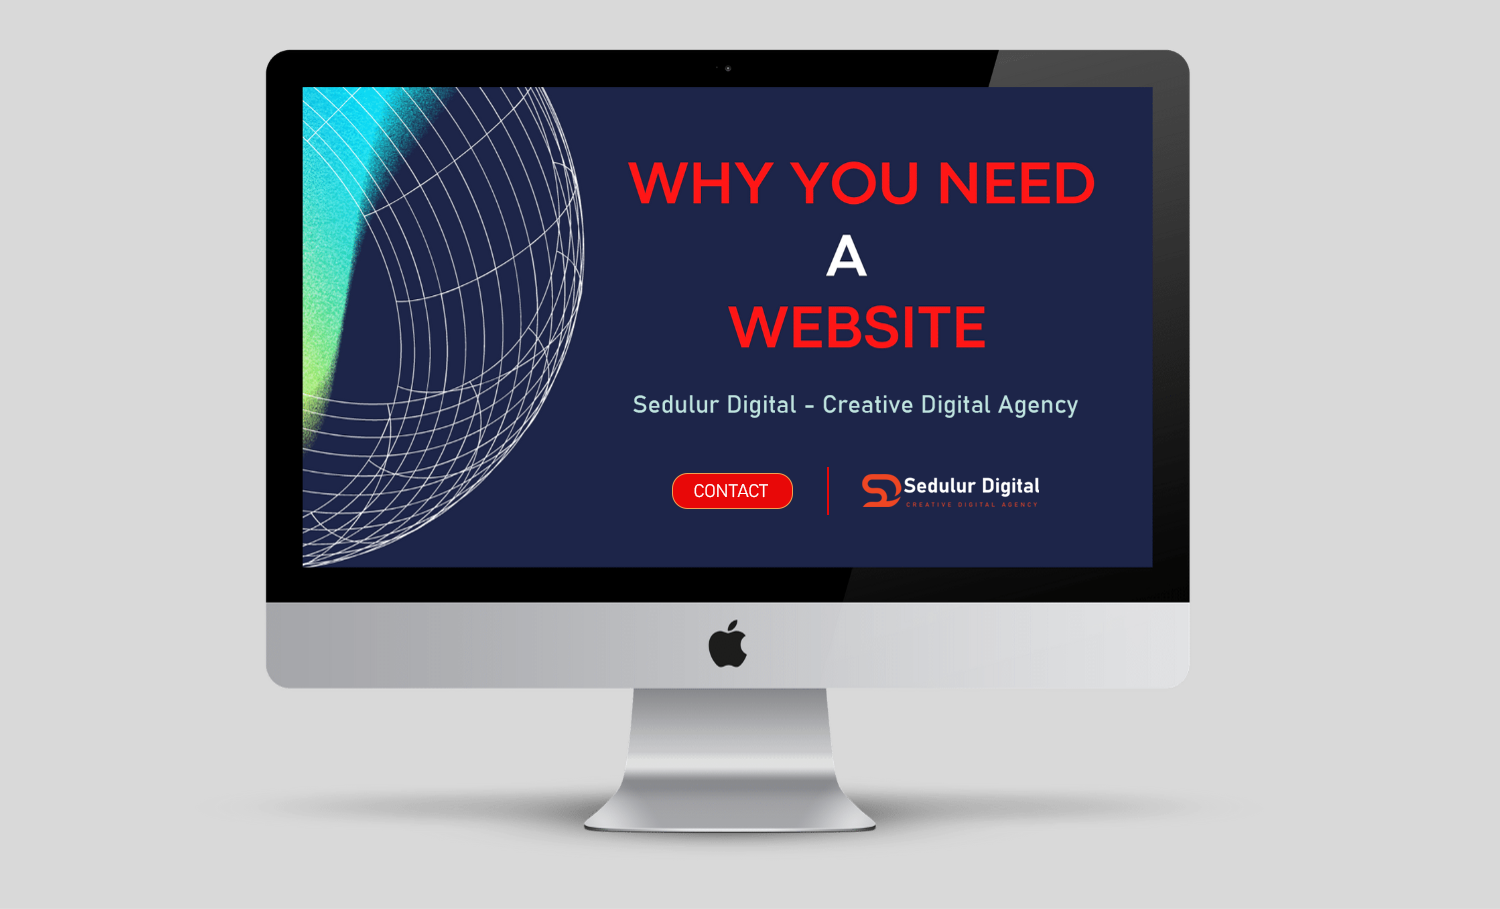 WHY YOU NEED
A
WEBSITE
Sedulur Digital - Creative Digital Agency
CONTACT
Sedulur Digital
CREATIVE DIGITAL AGENCY